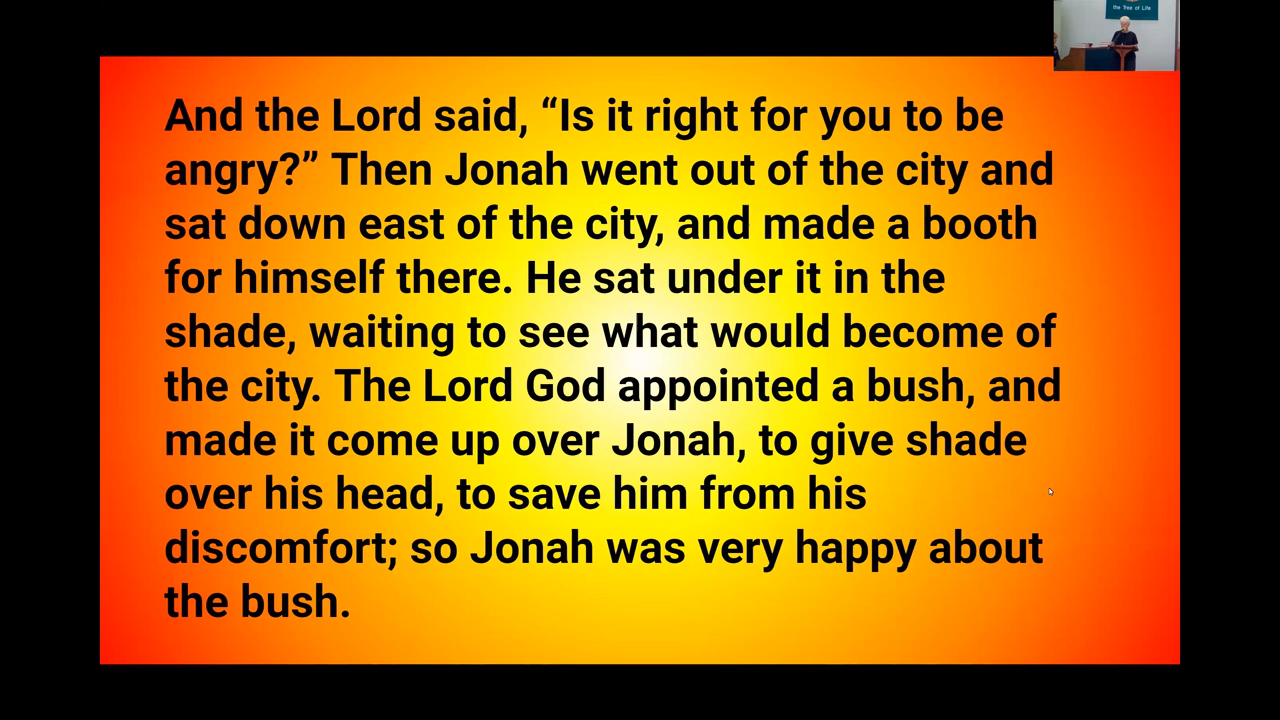 the Tree of Life
And the Lord said, “Is it right for you to be
angry?” Then Jonah went out of the city and
sat down east of the city, and made a booth
for himself there. He sat under it in the
shade, waiting to see what would become of
the city. The Lord God appointed a bush, and
made it come up over Jonah, to give shade
over his head, to save him from his
discomfort; so Jonah was very happy about
the bush.